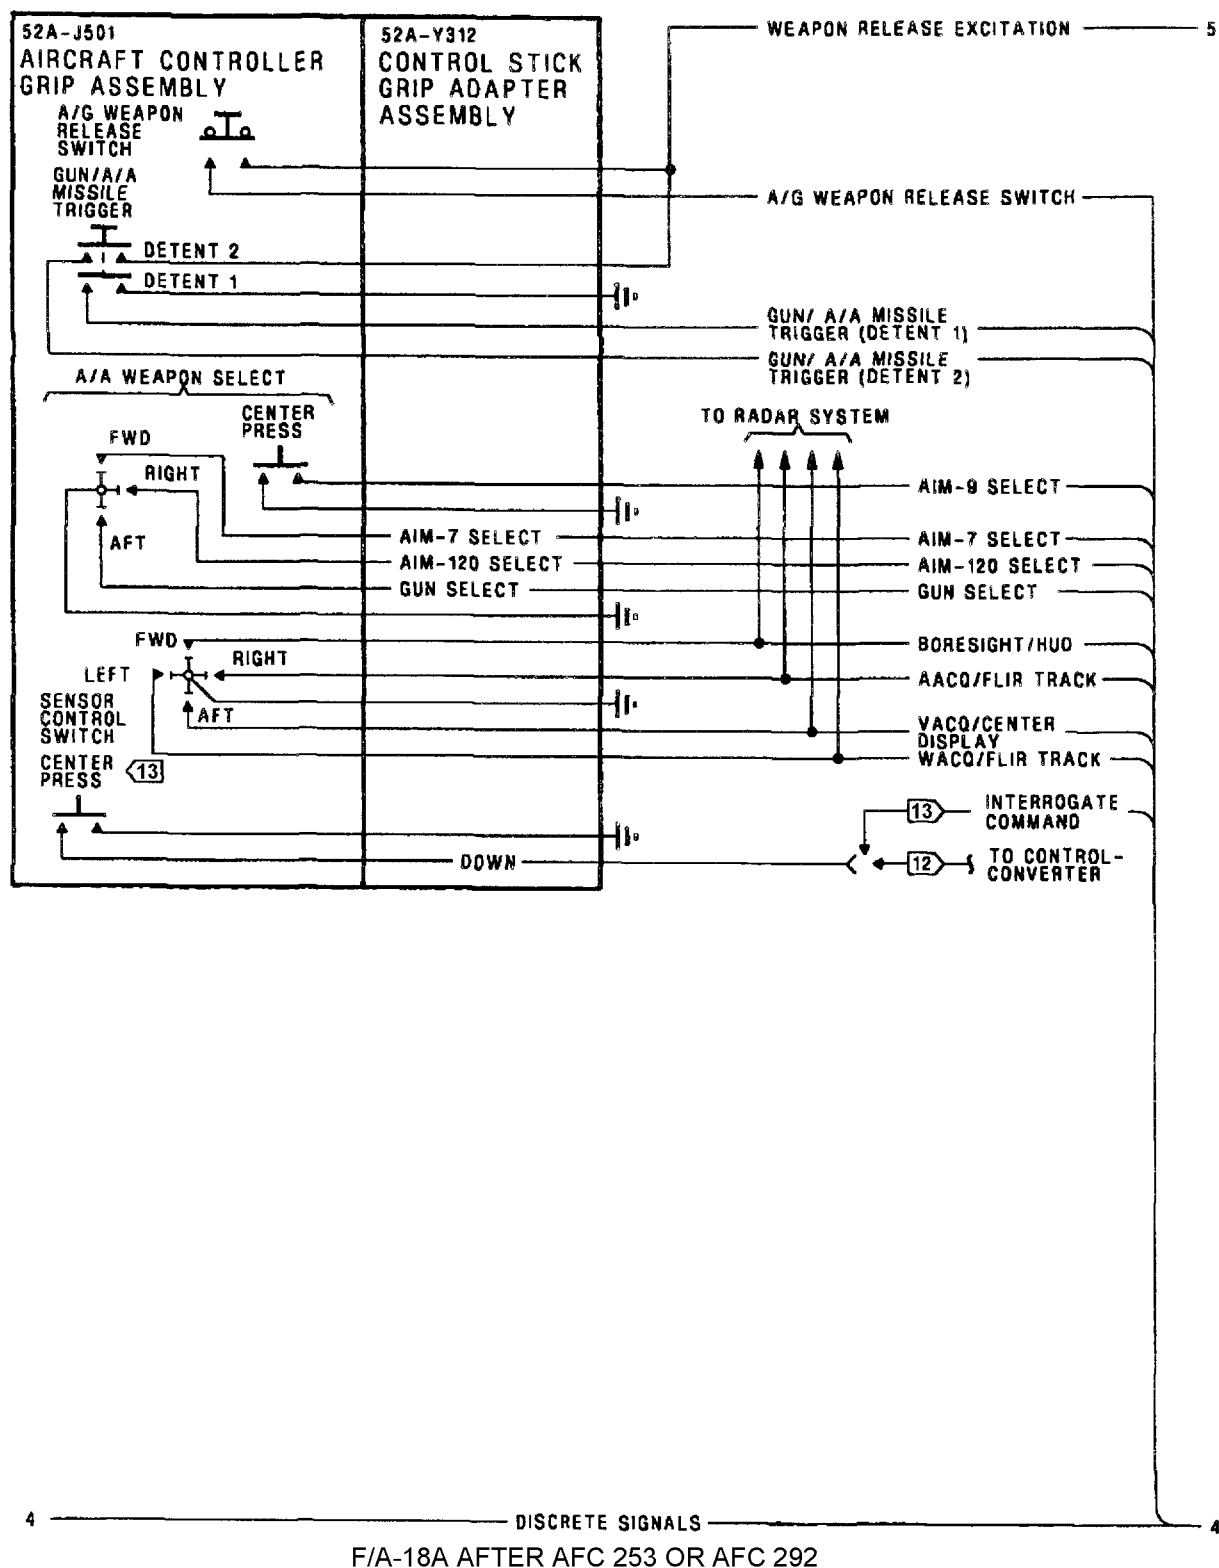 52A-J501
AIRCRAFT CONTROLLER
GRIP ASSEMBLY
52A-Y312
CONTROL STICK
GRIP ADAPTER
ASSEMBLY
WEAPON RELEASE EXCITATION
5
A/G WEAPON
RELEASE
SWITCH
GUN/A/A
MISSILE
TRIGGER
DETENT 2
DETENT 1
A/G WEAPON RELEASE SWITCH
GUN/ A/A MISSILE
TRIGGER (DETENT 1)
GUN/ A/A MISSILE
TRIGGER (DETENT 2)
A/A WEAPON SELECT
CENTER
PRESS
FWD
RIGHT
AFT
TO RADAR SYSTEM
AIM-9 SELECT
AIM-7 SELECT
AIM-7 SELECT
AIM-120 SELECT
AIM-120 SELECT
GUN SELECT
GUN SELECT
FWD
RIGHT
LEFT
AFT
SENSOR
CONTROL
SWITCH
CENTER
PRESS
13
BORESIGHT/HUD
AACQ/FLIR TRACK
VACQ/CENTER
DISPLAY
WACQ/FLIR TRACK
13
INTERROGATE
COMMAND
DOWN
12
TO CONTROL-
CONVERTER
4
DISCRETE SIGNALS
4
F/A-18A AFTER AFC 253 OR AFC 292